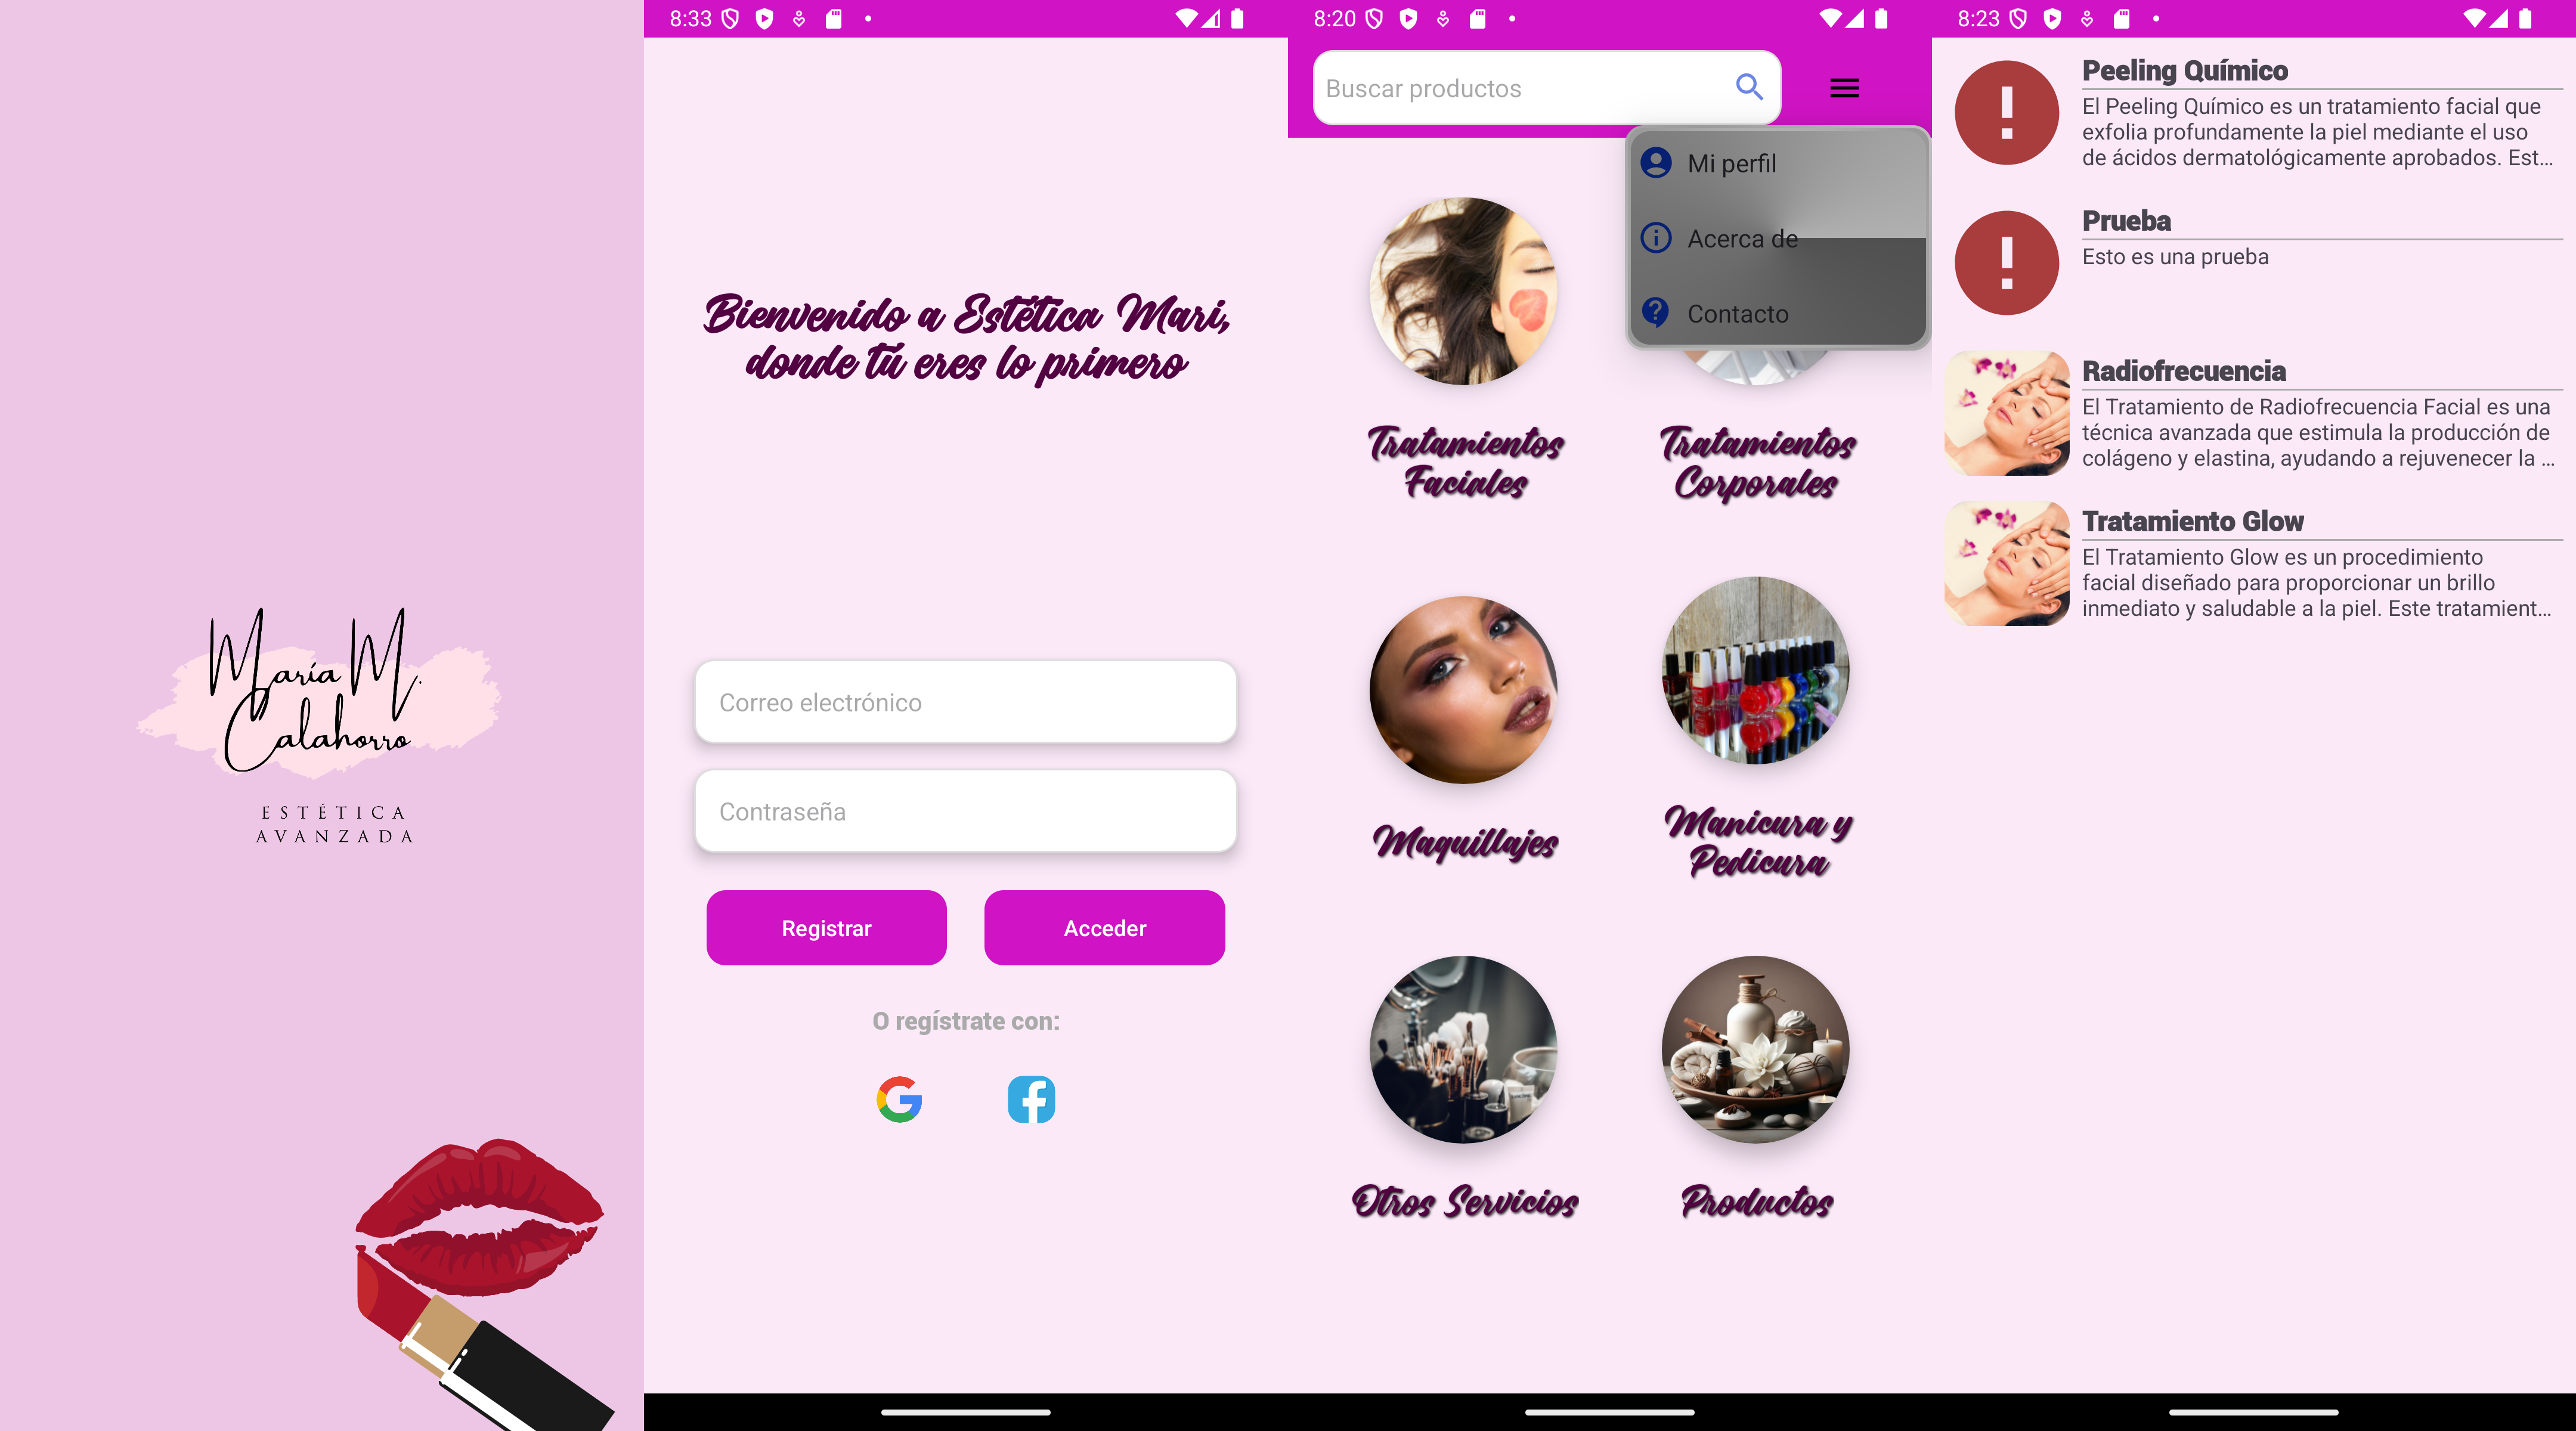 María M.
Calahorro
ESTÉTICA
AVANZADA
8:33
Bienvenido a Estética Mari,
donde tú eres lo primero
Correo electrónico
Contraseña
Registrar
Acceder
O regístrate con:
8:20
Buscar productos
Mi perfil
Acerca de
Contacto
Tratamientos
Faciales
Tratamientos
Corporales
Maquillajes
Manicura y
Pedicura
Otros Servicios
Productos
8:23
Peeling Químico
El Peeling Químico es un tratamiento facial que
exfolia profundamente la piel mediante el uso
de ácidos dermatológicamente aprobados. Est...
Prueba
Esto es una prueba
Radiofrecuencia
El Tratamiento de Radiofrecuencia Facial es una
técnica avanzada que estimula la producción de
colágeno y elastina, ayudando a rejuvenecer la ...
Tratamiento Glow
El Tratamiento Glow es un procedimiento
facial diseñado para proporcionar un brillo
inmediato y saludable a la piel. Este tratamient...